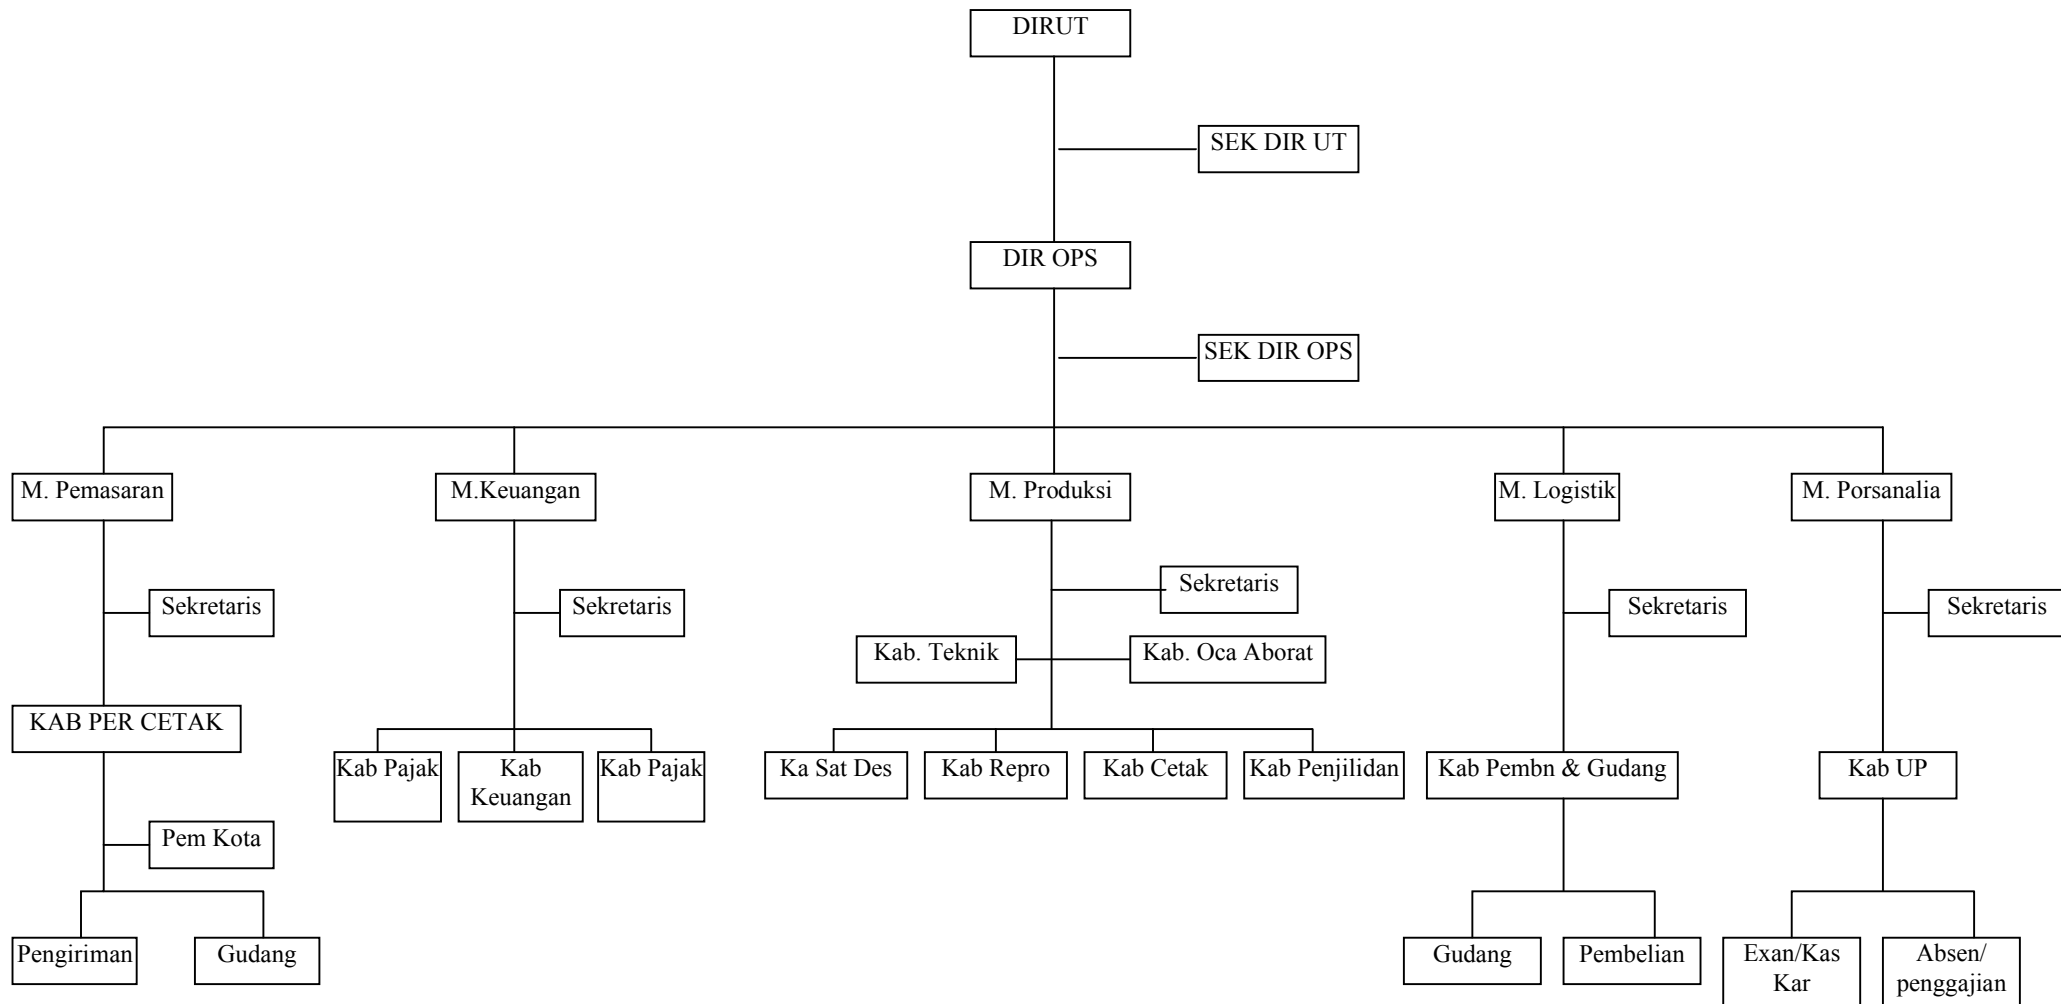 DIRUT
SEK DIR UT
DIR OPS
SEK DIR OPS
M. Pemasaran
M.Keuangan
M. Produksi
M. Logistik
M. Porsanalia
Sekretaris
Sekretaris
Sekretaris
Sekretaris
Sekretaris
Kab. Teknik
Kab. Oca Aborat
KAB PER CETAK
Kab Pajak
Kab
Keuangan
Kab Pajak
Ka Sat Des
Kab Repro
Kab Cetak
Kab Penjilidan
Kab Pembn & Gudang
Kab UP
Pem Kota
Pengiriman
Gudang
Gudang
Pembelian
Exan/Kas
Kar
Absen/
penggajian